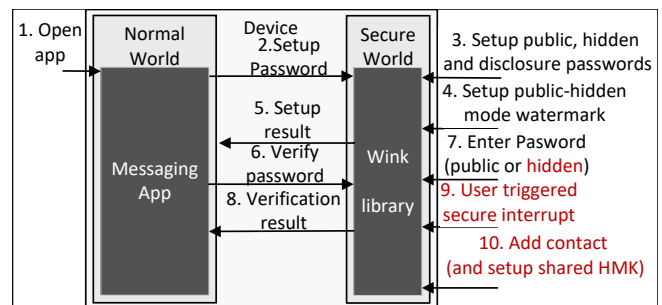 1. Open
app
Device
Normal
World
Secure
World
2.Setup
Password
3. Setup public, hidden
and disclosure passwords
4. Setup public-hidden
mode watermark
5. Setup
result
6. Verify
password
7. Enter Pasword
(public or hidden)
8. Verification
result
9. User triggered
secure interrupt
10. Add contact
(and setup shared HMK)
Messaging
App
Wink
library